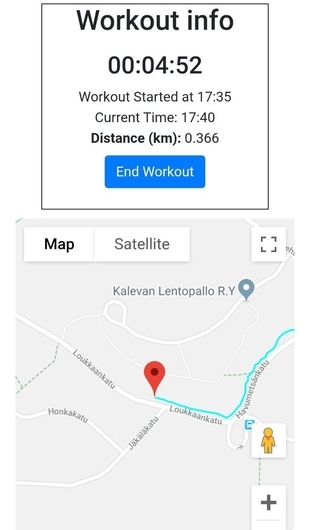 Workout info
00:04:52
Workout Started at 17:35
Current Time: 17:40
Distance (km): 0.366
End Workout
Map
Satellite
Kalevan Lentopallo R.Y
Loukkaankatu
Havumetsänkatu
Loukkaankatu
Honkakatu
Jäkäläkatu